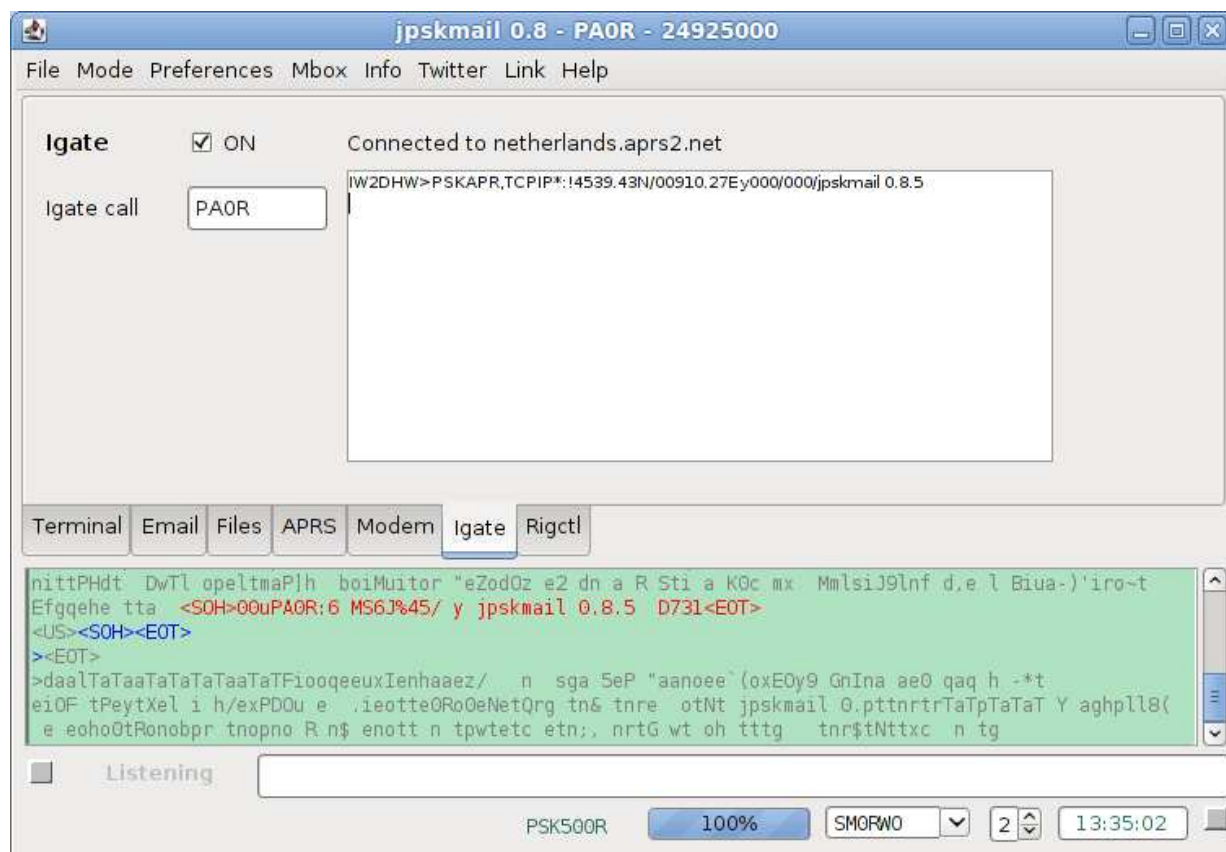 jpskmail 0.8 - PA0R - 24925000
File Mode Preferences Mbox Info Twitter Link Help
Igate ON Connected to netherlands.aprs2.net
IW2DHW>PSKAPR,TCPIP*:!4539.43N/00910.27Ey000/000/jpskmail 0.8.5
Igate call PA0R
Terminal Email Files APRS Modem Igate Rigctl
nittPHdt DwTl opeltmaP]h boiMuitor "eZodOz e2 dn a R Sti a K0c mx MmlsiJ9lnf d,e l Biua-)'iro~t
Efgqehe tta <SOH>00uPA0R:6 MS6J%45/ y jpskmail 0.8.5 D731<EOT>
<US><SOH><EOT>
><EOT>
>daalTaTaaTaTaTaTaaTaTFiooqeeuxIenhaaez/ n sga 5eP "aanoee`(oxEOy9 GnIna ae0 qaq h -*t
eiOF tPeytXel i h/exPDOu e .ieotteORoOeNetQrg tn& tnre otNt jpskmail 0.pttnrtrTaTpTaTaT Y aghpll8(
e eohoOtRonobpr tnopno R n$ enott n tpwtetc etn;, nrtG wt oh tttg tnr$tNttxc n tg
Listening
PSK500R 100% SM0RWO 2 13:35:02